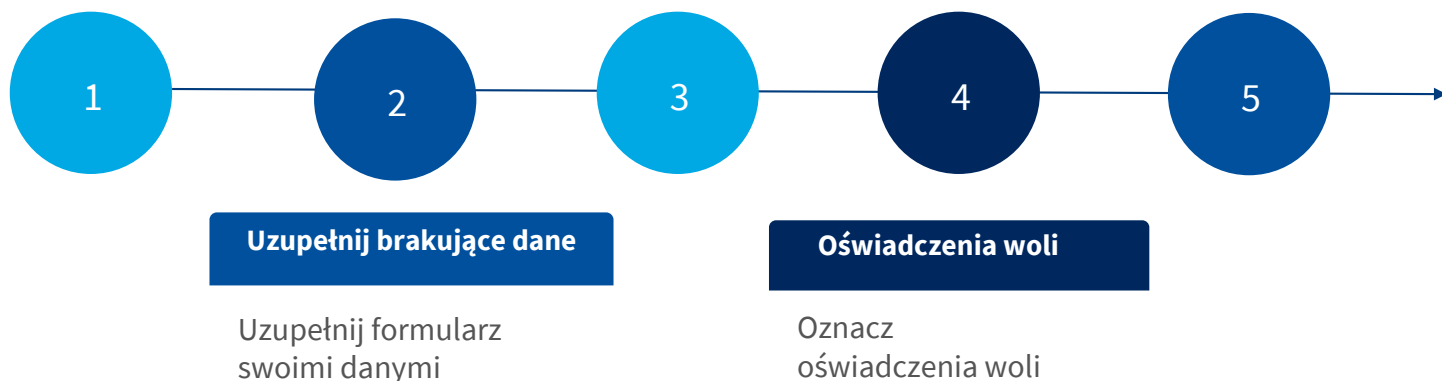 1
2
3
4
5
Uzupełnij brakujące dane
Uzupełnij formularz
swoimi danymi
Oświadczenia woli
Oznacz
oświadczenia woli